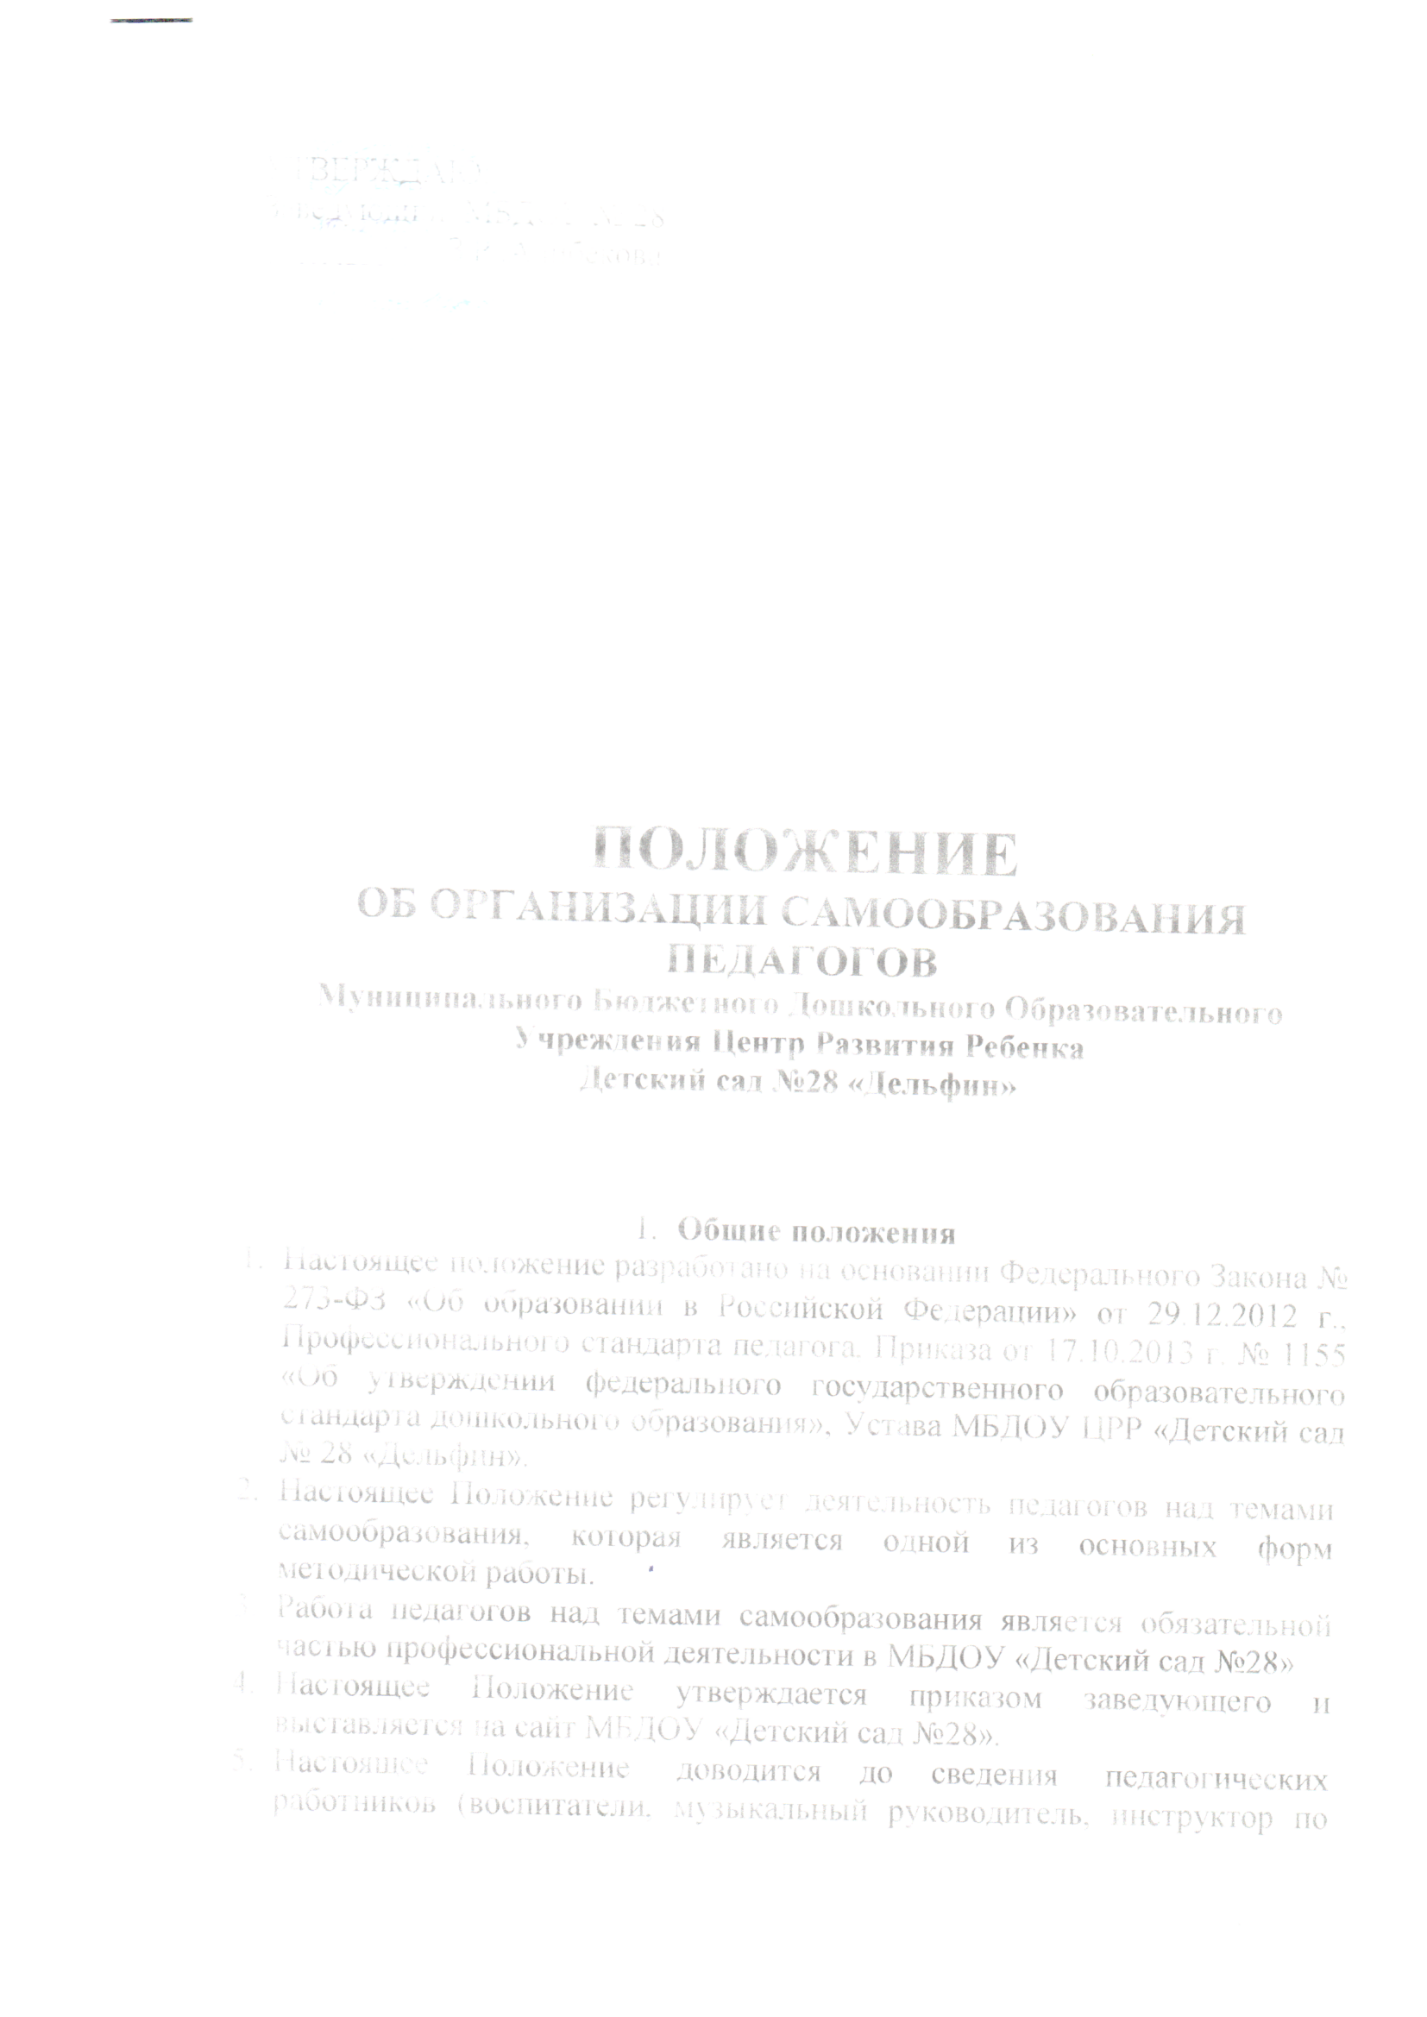 № 28
ПОЛОЖЕНИЕ
ОБ ОРГАНИЗАЦИИ САМООБРАЗОВАНИЯ
ПЕДАГОГОВ
Муниципального Бюджетного Дошкольного Образовательного
Учреждения Центр Развития Ребенка
Детский сад №28 «Дельфин»
1. Общие положения
1. Настоящее положение разработано на основании Федерального Закона №
273-ФЗ «Об образовании в Российской Федерации» от 29.12.2012 г.,
Профессионального стандарта педагога. Приказа от 17.10.2013 г. № 1155
«Об утверждении федерального государственного образовательного
стандарта дошкольного образования», Устава МБДОУ ЦРР «Детский сад
№ 28 «Дельфин».
2. Настоящее Положение регулирует деятельность педагогов над темами
самообразования, которая является одной из основных форм
методической работы.
3. Работа педагогов над темами самообразования является обязательной
частью профессиональной деятельности в МБДОУ «Детский сад №28»
4. Настоящее Положение утверждается приказом заведующего и
выставляется на сайт МБДОУ «Детский сад №28».
5. Настоящее Положение доводится до сведения педагогических
работников (воспитатели, музыкальный руководитель, инструктор по